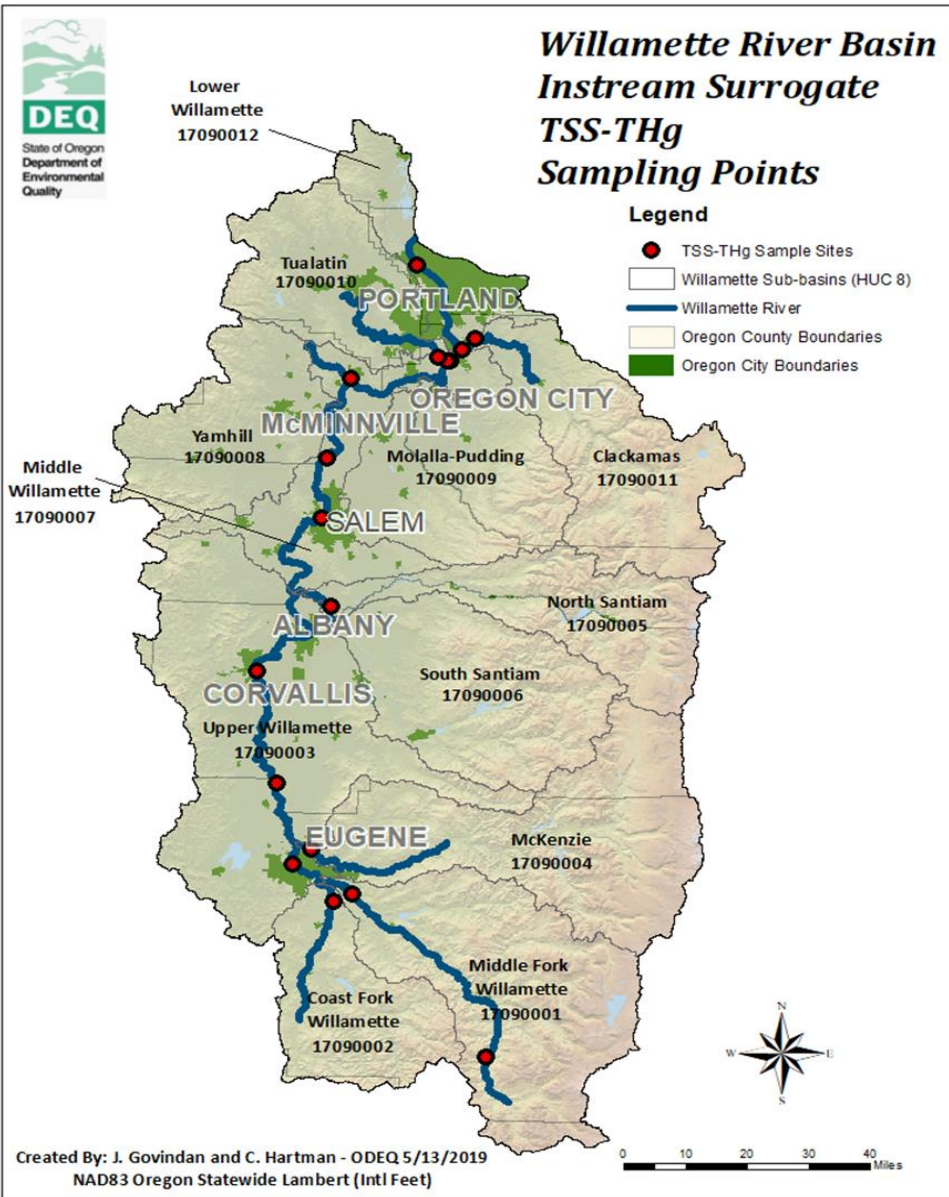 Willamette River Basin
Instream Surrogate
TSS-THg
Sampling Points
DEQ
State of Oregon
Department of
Environmental
Quality
Legend
TSS-THg Sample Sites
Willamette Sub-basins (HUC 8)
Willamette River
Oregon County Boundaries
Oregon City Boundaries
Lower
Willamette
17090012
Tualatin
17090010
PORTLAND
OREGON CITY
McMINNVILLE
Yamhill
17090008
Molalla-Pudding
17090009
Clackamas
17090011
Middle
Willamette
17090007
SALEM
North Santiam
17090005
ALBANY
South Santiam
17090006
CORVALLIS
Upper Willamette
17090003
EUGENE
McKenzie
17090004
Middle Fork
Willamette
17090001
Coast Fork
Willamette
17090002
N
W E
S
0 5 10 20 30 40
Miles
Created By: J. Govindan and C. Hartman - ODEQ 5/13/2019
NAD83 Oregon Statewide Lambert (Intl Feet)